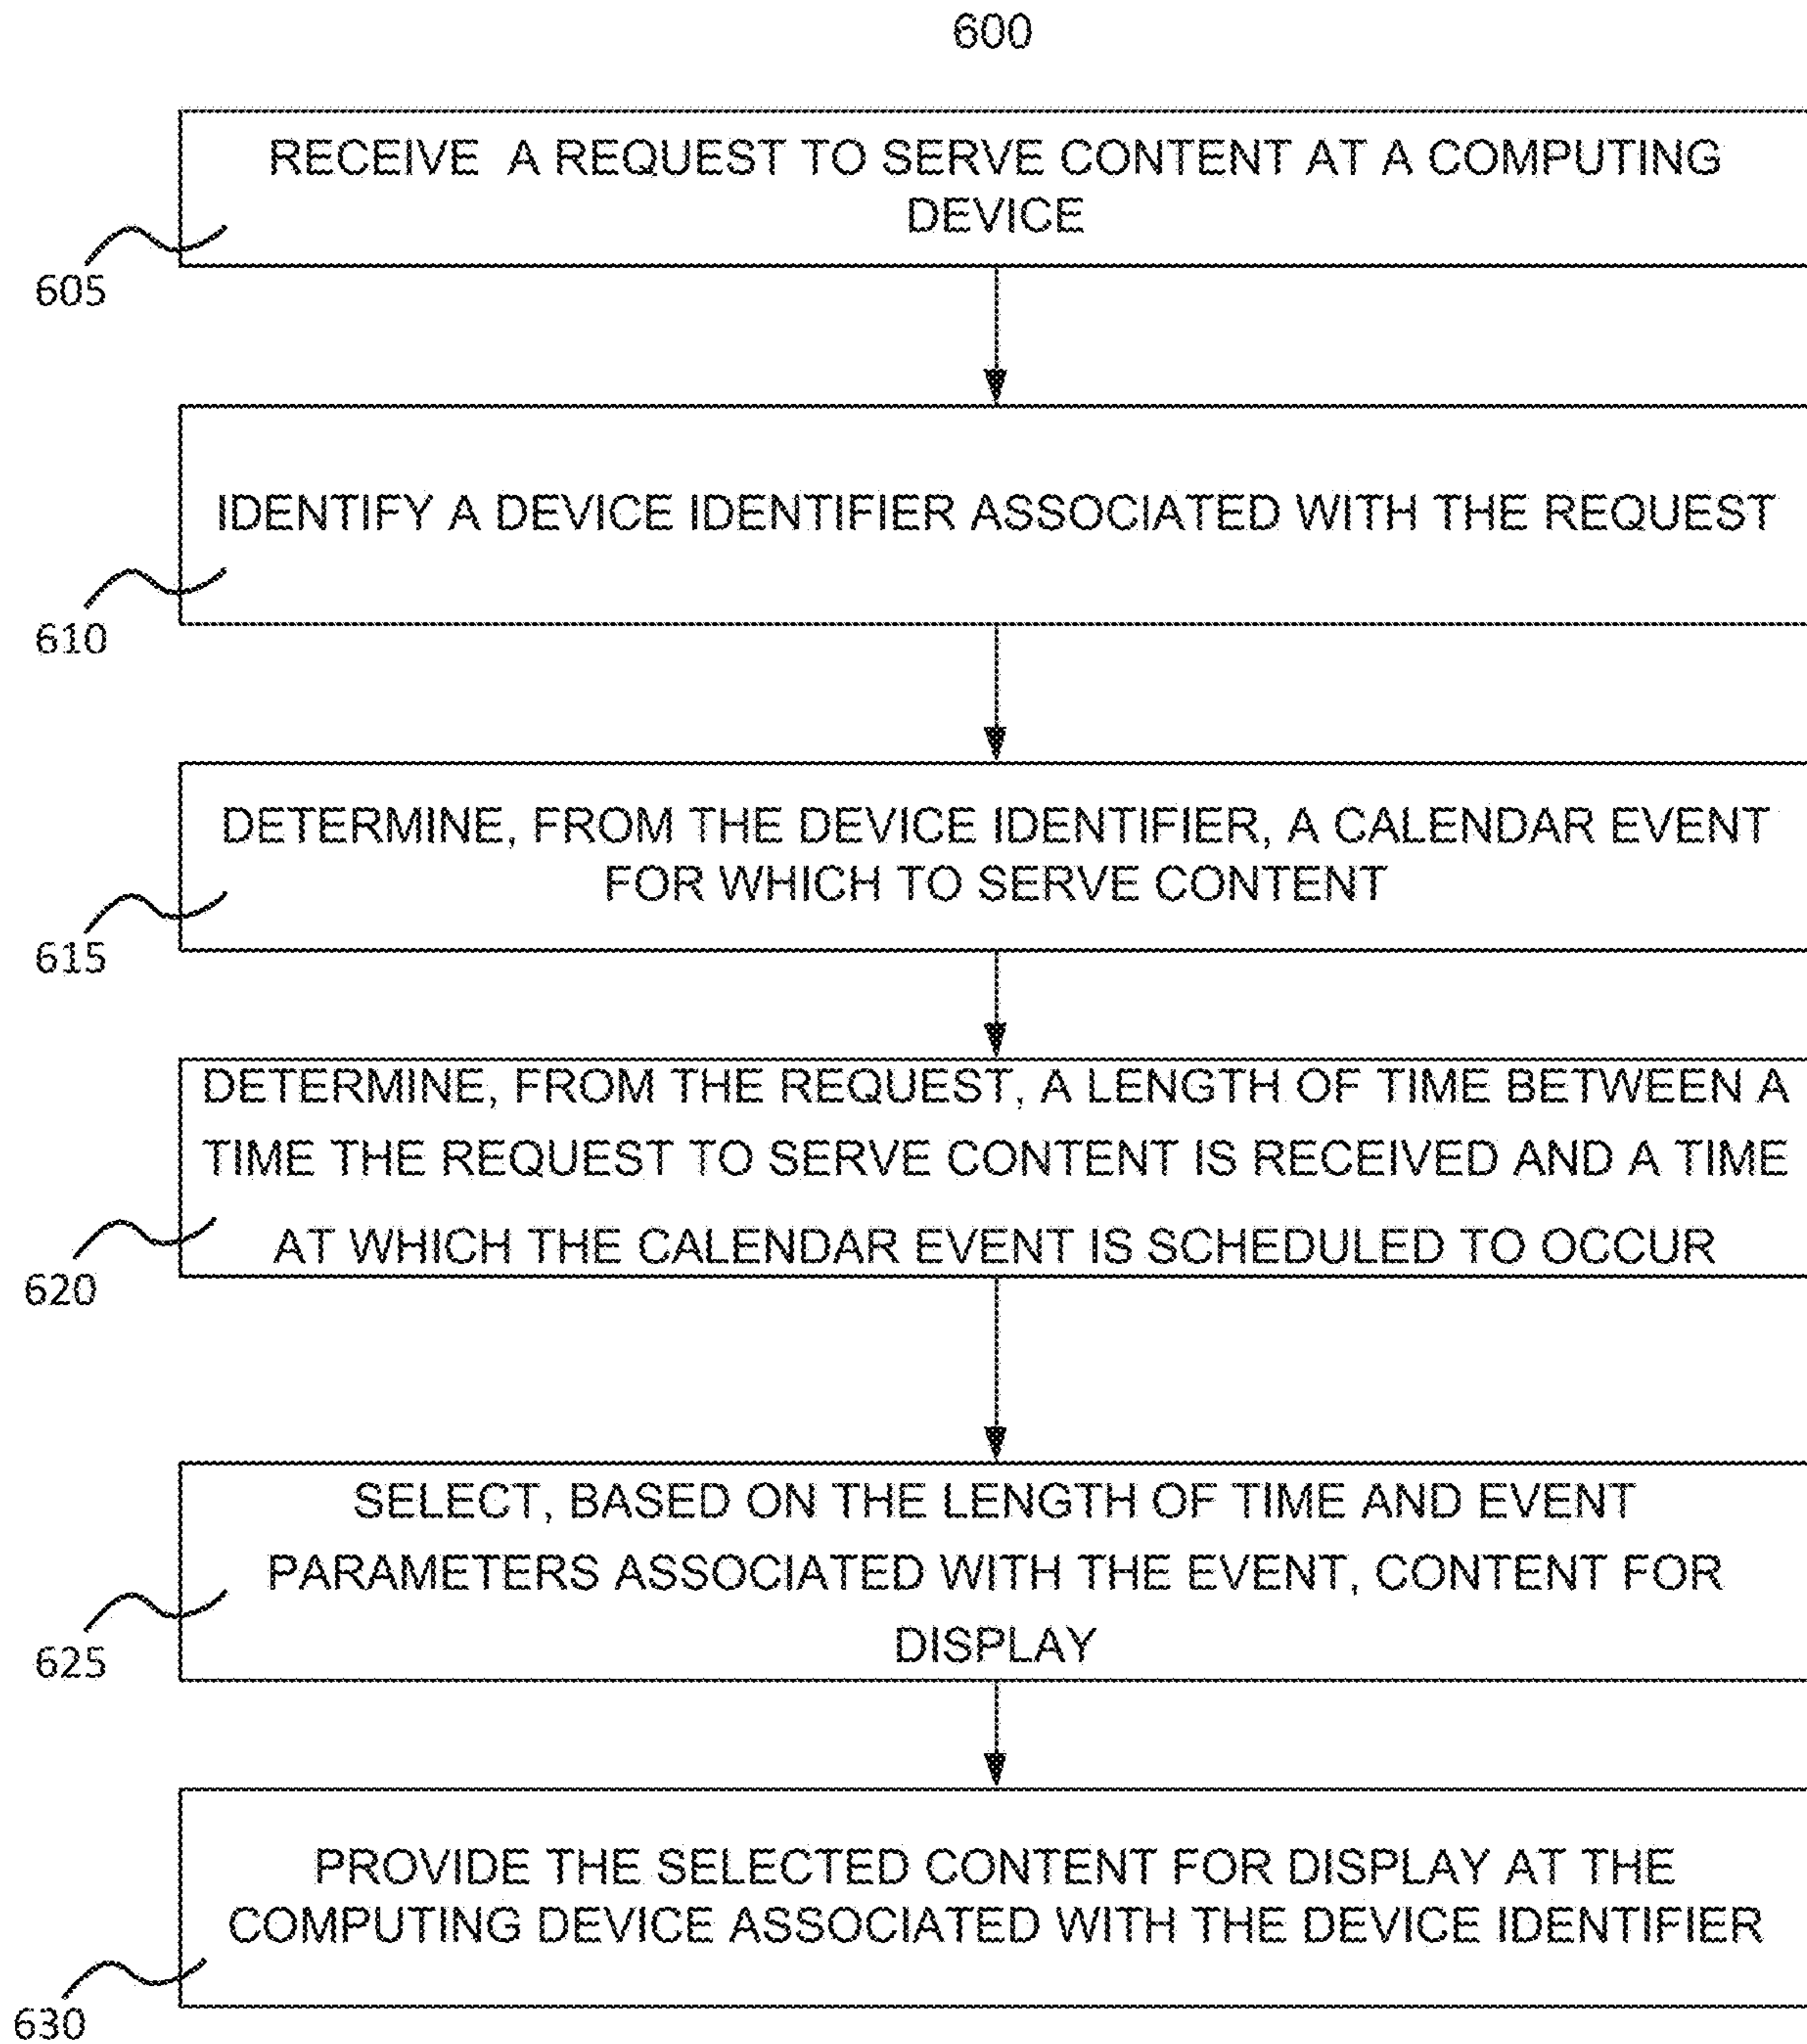 600
RECEIVE A REQUEST TO SERVE CONTENT AT A COMPUTING
DEVICE
605
IDENTIFY A DEVICE IDENTIFIER ASSOCIATED WITH THE REQUEST
610
DETERMINE, FROM THE DEVICE IDENTIFIER, A CALENDAR EVENT
FOR WHICH TO SERVE CONTENT
615
DETERMINE, FROM THE REQUEST, A LENGTH OF TIME BETWEEN A
TIME THE REQUEST TO SERVE CONTENT IS RECEIVED AND A TIME
AT WHICH THE CALENDAR EVENT IS SCHEDULED TO OCCUR
620
SELECT, BASED ON THE LENGTH OF TIME AND EVENT
PARAMETERS ASSOCIATED WITH THE EVENT, CONTENT FOR
DISPLAY
625
PROVIDE THE SELECTED CONTENT FOR DISPLAY AT THE
COMPUTING DEVICE ASSOCIATED WITH THE DEVICE IDENTIFIER
630